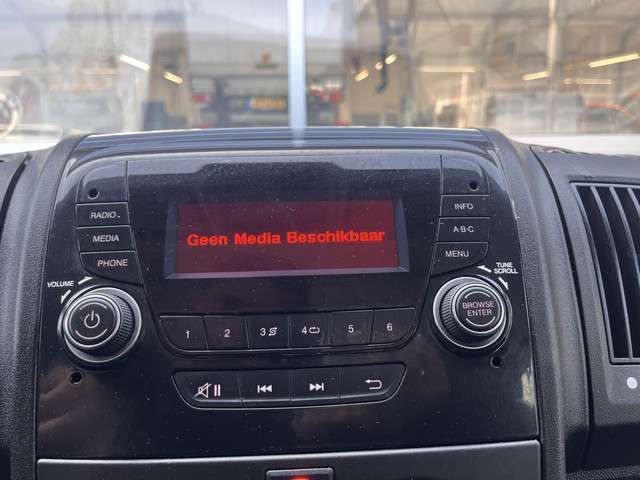 Geen Media Beschikbaar
RADIO
MEDIA
PHONE
INFO
A-B-C
MENU
VOLUME
TUNE
SCROLL
BROWSE
ENTER
1
2
3
4
5
6